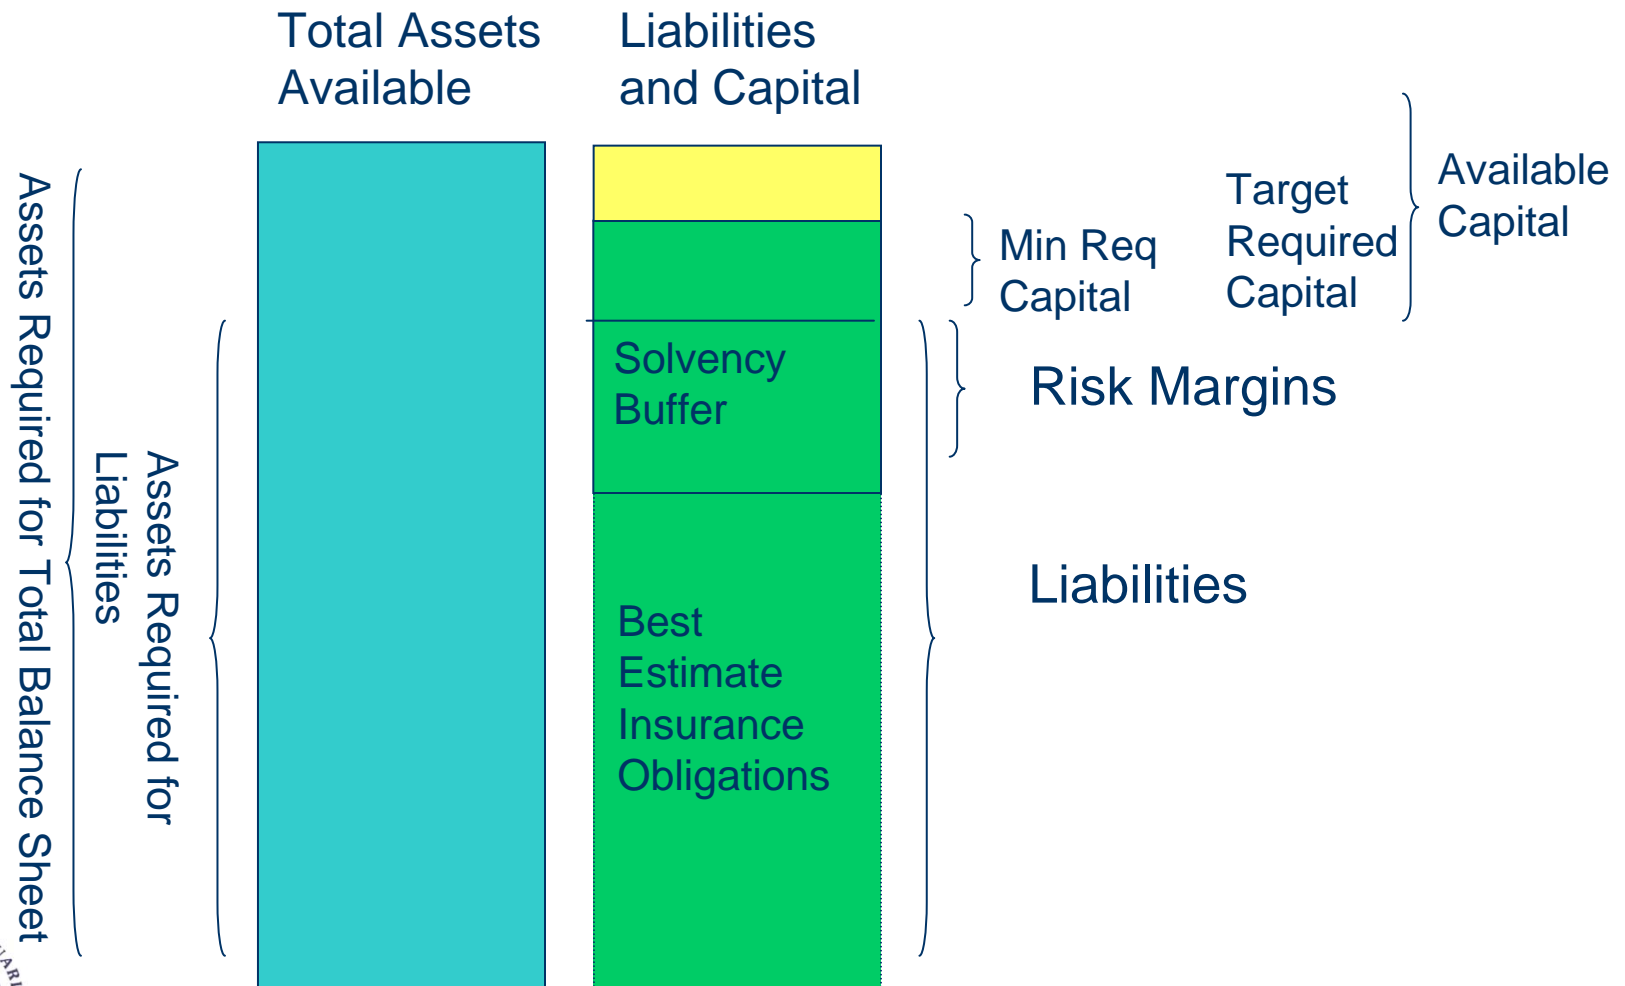 Total Assets
Available
Liabilities
and Capital
Available
Capital
Target
Required
Capital
Min Req
Capital
Solvency
Buffer
Risk Margins
Liabilities
Best
Estimate
Insurance
Obligations
Assets Required for Total Balance Sheet
Assets Required for
Liabilities